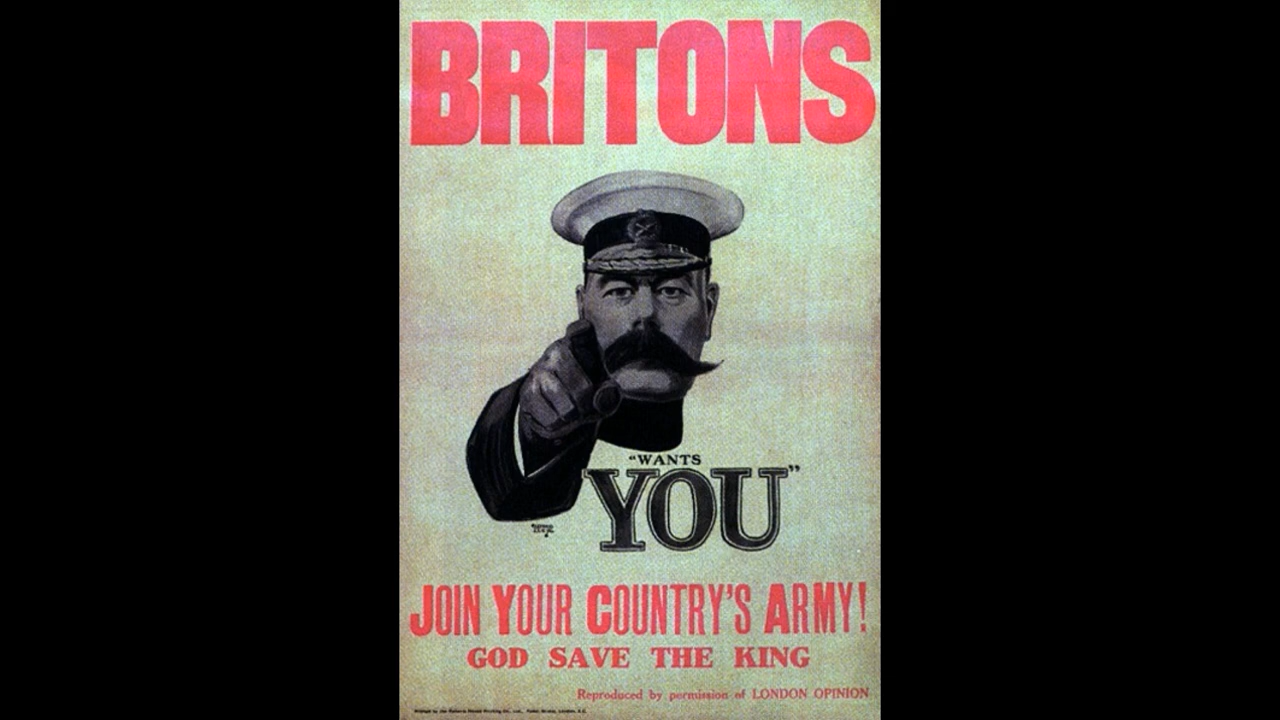 BRITONS
"WANTS
YOU"
JOIN YOUR COUNTRY'S ARMY!
GOD SAVE THE KING
Reproduced by permission of LONDON OPINION